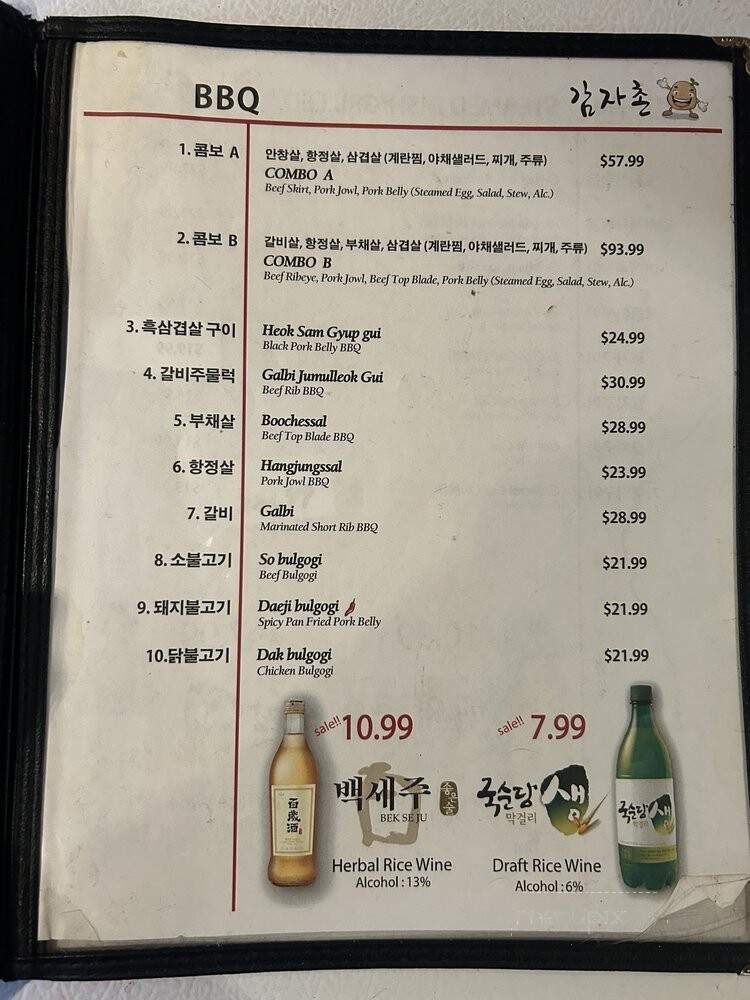 BBQ
감자촌
1. 콤보 A
안창살, 항정살, 삼겹살 (계란찜, 야채샐러드, 찌개, 주류)
$57.99
COMBO A
Beef Skirt, Pork Jowl, Pork Belly (Steamed Egg, Salad, Stew, Alc.)
2. 콤보 B
갈비살, 항정살, 부채살, 삼겹살 (계란찜, 야채샐러드, 찌개, 주류)
$93.99
COMBO B
Beef Ribeye, Pork Jowl, Beef Top Blade, Pork Belly (Steamed Egg, Salad, Stew, Alc.)
3. 흑삼겹살 구이
Heok Sam Gyup gui
$24.99
Black Pork Belly BBQ
4. 갈비주물럭
Galbi Jumulleok Gui
$30.99
Beef Rib BBQ
5. 부채살
Boochessal
$28.99
Beef Top Blade BBQ
6. 항정살
Hangjungssal
$23.99
Pork Jowl BBQ
7. 갈비
Galbi
$28.99
Marinated Short Rib BBQ
8. 소불고기
So bulgogi
$21.99
Beef Bulgogi
9. 돼지불고기
Daeji bulgogi
$21.99
Spicy Pan Fried Pork Belly
10.닭불고기
Dak bulgogi
$21.99
Chicken Bulgogi
sale!! 10.99
sale!! 7.99
백세주
좋은술
BEK SE JU
국순당 생
막걸리
百歲酒
국순당 생
막걸리
Herbal Rice Wine
Alcohol : 13%
Draft Rice Wine
Alcohol : 6%